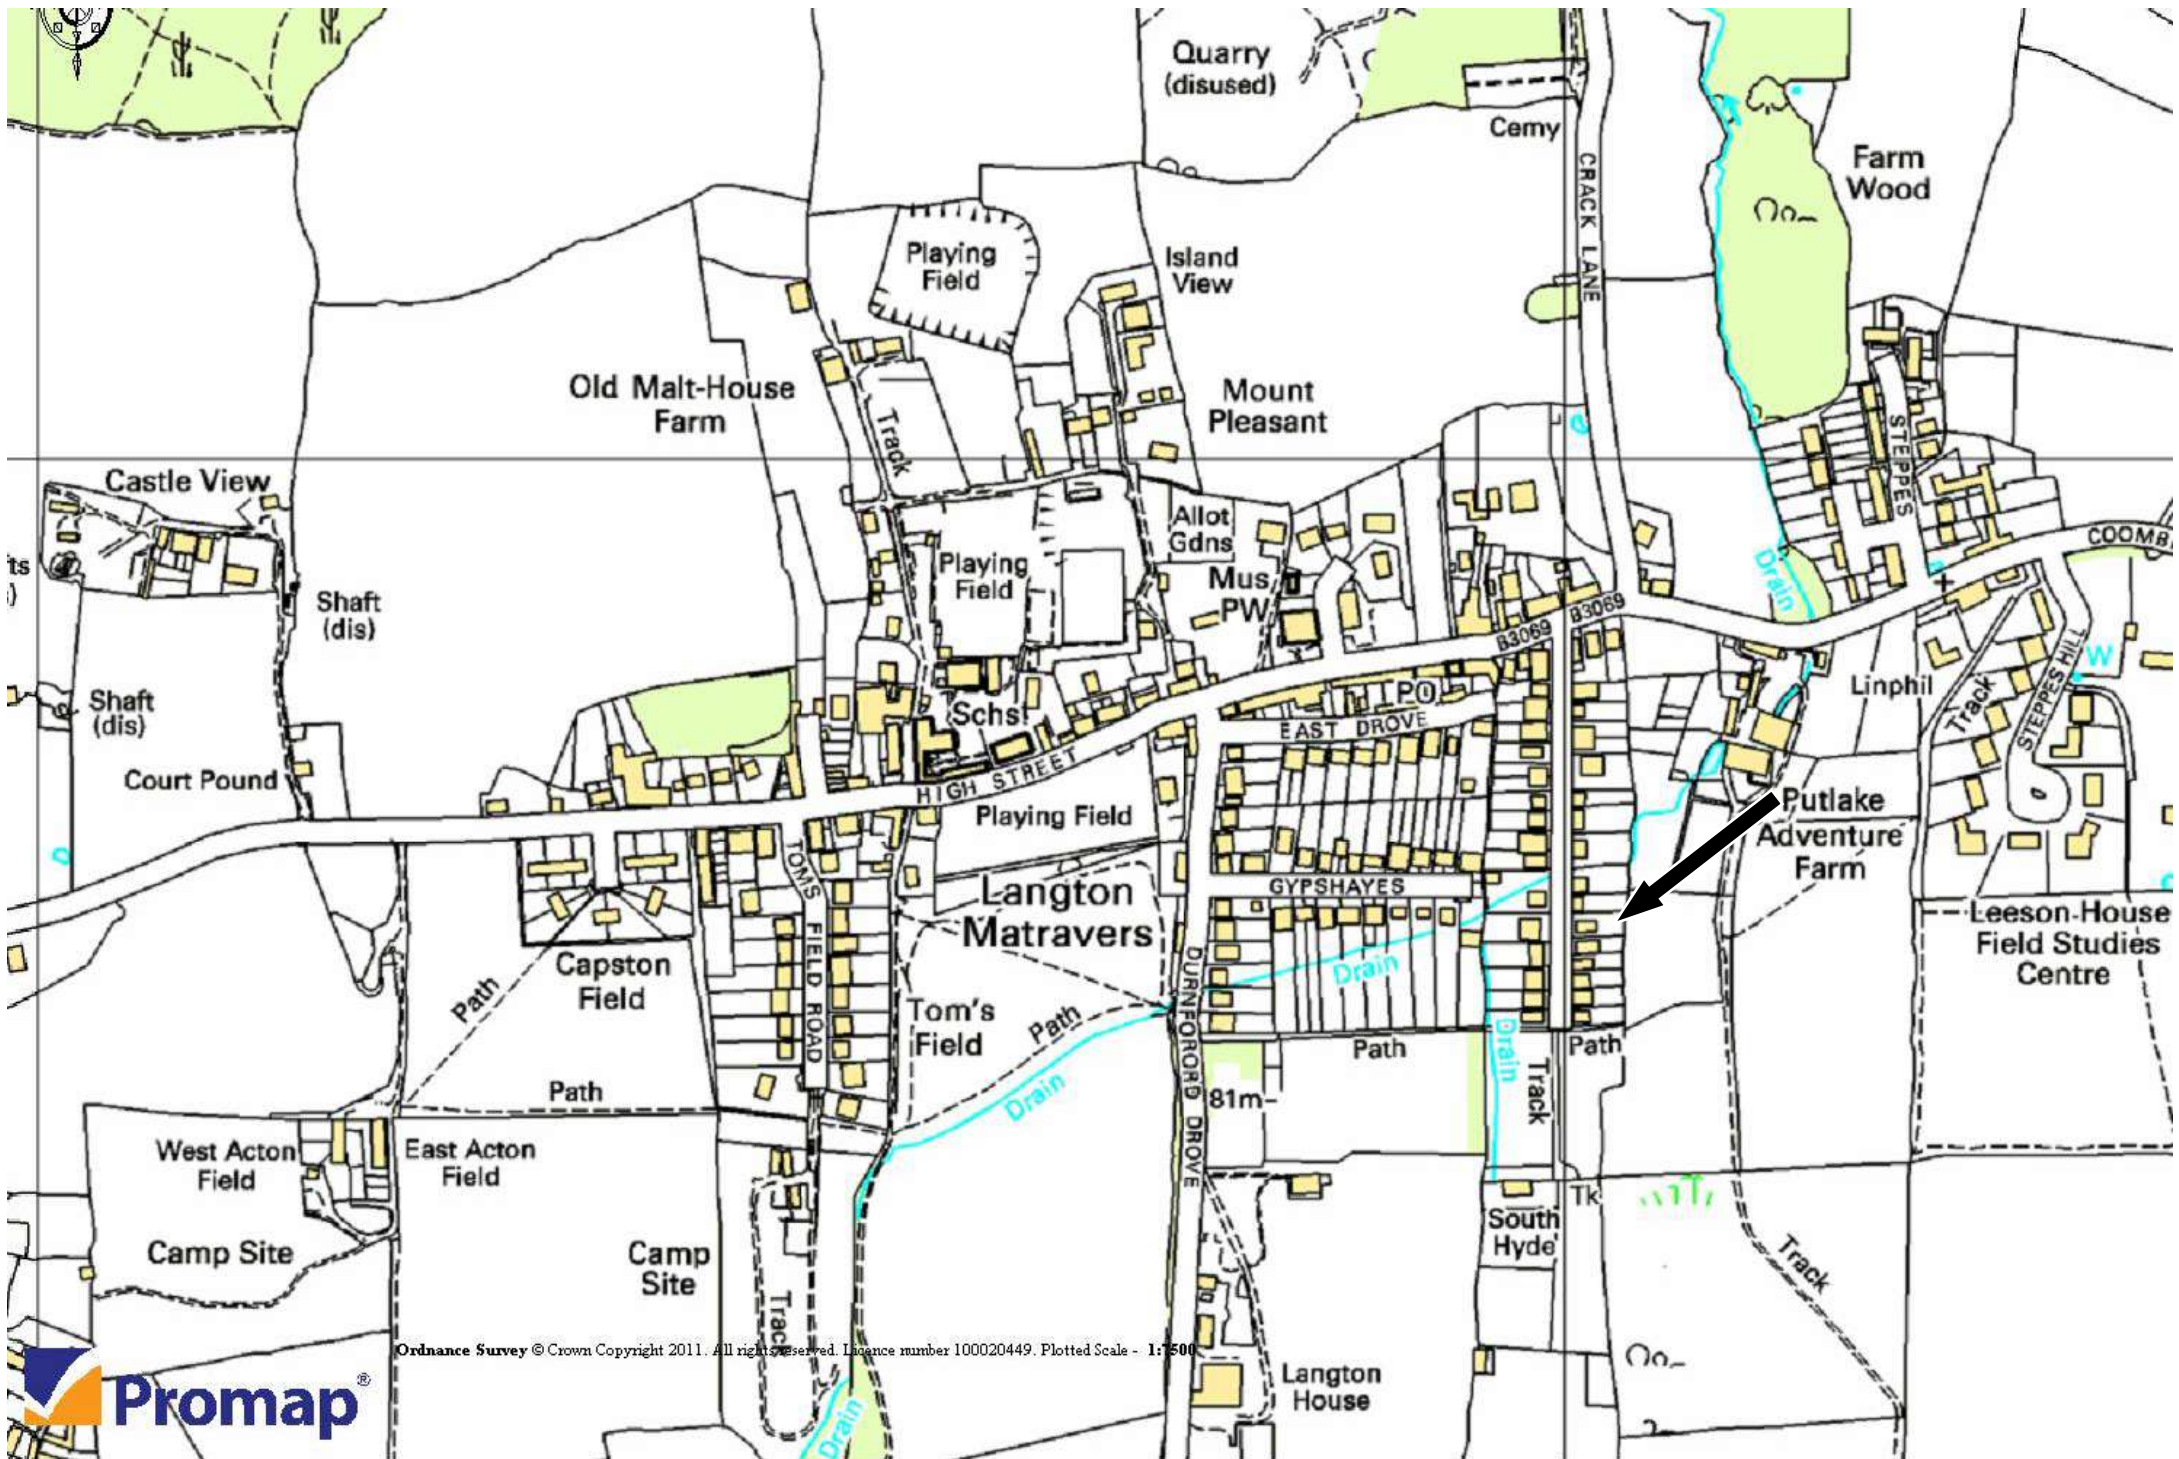 Quarry
(disused)
Cemy
CRACK LANE
Farm
Wood
Playing
Field
Island
View
Old Malt-House
Farm
Track
Mount
Pleasant
STEPPES
Castle View
Allot
Gdns
COOMB
ts
Playing
Field
Mus
PW
Drain
Shaft
(dis)
B3069
B3069
STEPPES HILL
W
Shaft
(dis)
Schs
PO
Linphil
Track
EAST DROVE
Court Pound
HIGH STREET
Playing Field
Putlake
Adventure
Farm
TOMS FIELD ROAD
Langton
Matravers
GYPSHAYES
Leeson House
Field Studies
Centre
Capston
Field
Path
Tom's
Field
Path
Drain
DURNFORORD DROVE
Drain
Drain
Path
Path
Track
Path
81m
West Acton
Field
East Acton
Field
Tk
South
Hyde
Camp Site
Camp
Site
Track
Track
Ordnance Survey © Crown Copyright 2011. All rights reserved. Licence number 100020449. Plotted Scale - 1:7500
Langton
House
Promap®
Drain